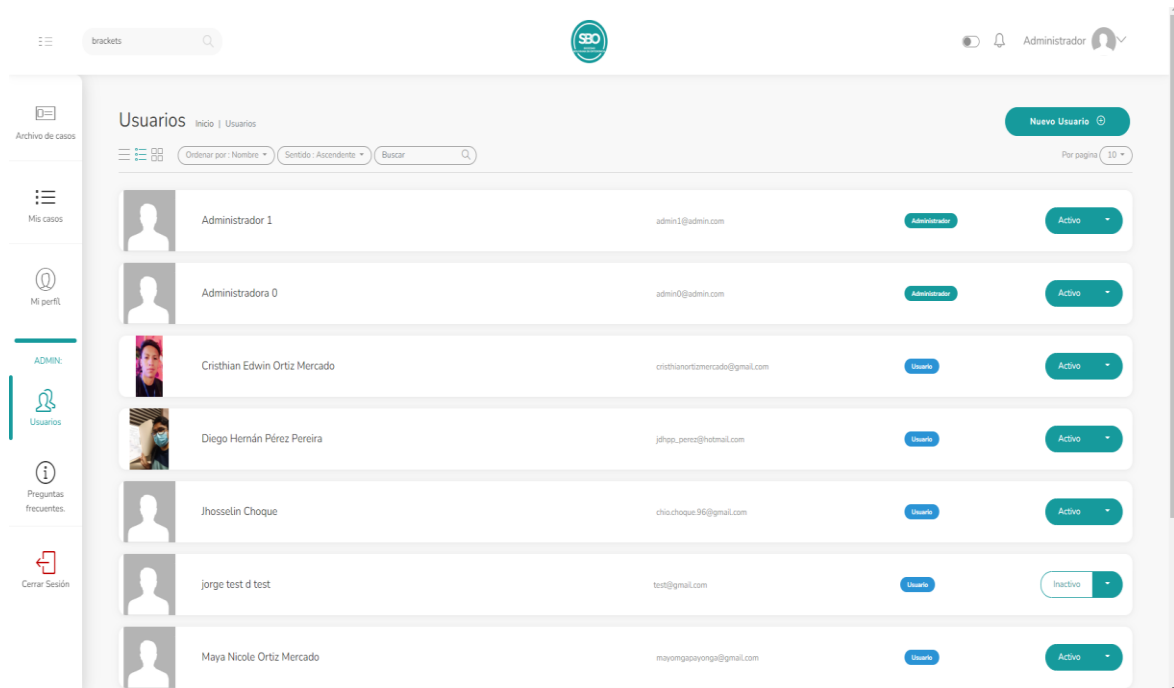 brackets
SBO
Administrador
Archivo de casos
Mis casos
Mi perfil
ADMIN:
Usuarios
Preguntas
frecuentes.
Cerrar Sesión
Usuarios Inicio | Usuarios
Nuevo Usuario
Ordenar por : Nombre Sentido : Ascendente Buscar
Por pagina 10
Administrador 1 admin1@admin.com Administrador Activo
Administradora 0 admin0@admin.com Administrador Activo
Cristhian Edwin Ortiz Mercado cristhianortizmercado@gmail.com Usuario Activo
Diego Hernán Pérez Pereira jdhpp_perez@hotmail.com Usuario Activo
Jhosselin Choque chio.choque.96@gmail.com Usuario Activo
jorge test d test test@gmail.com Usuario Inactivo
Maya Nicole Ortiz Mercado mayomgapayonga@gmail.com Usuario Activo